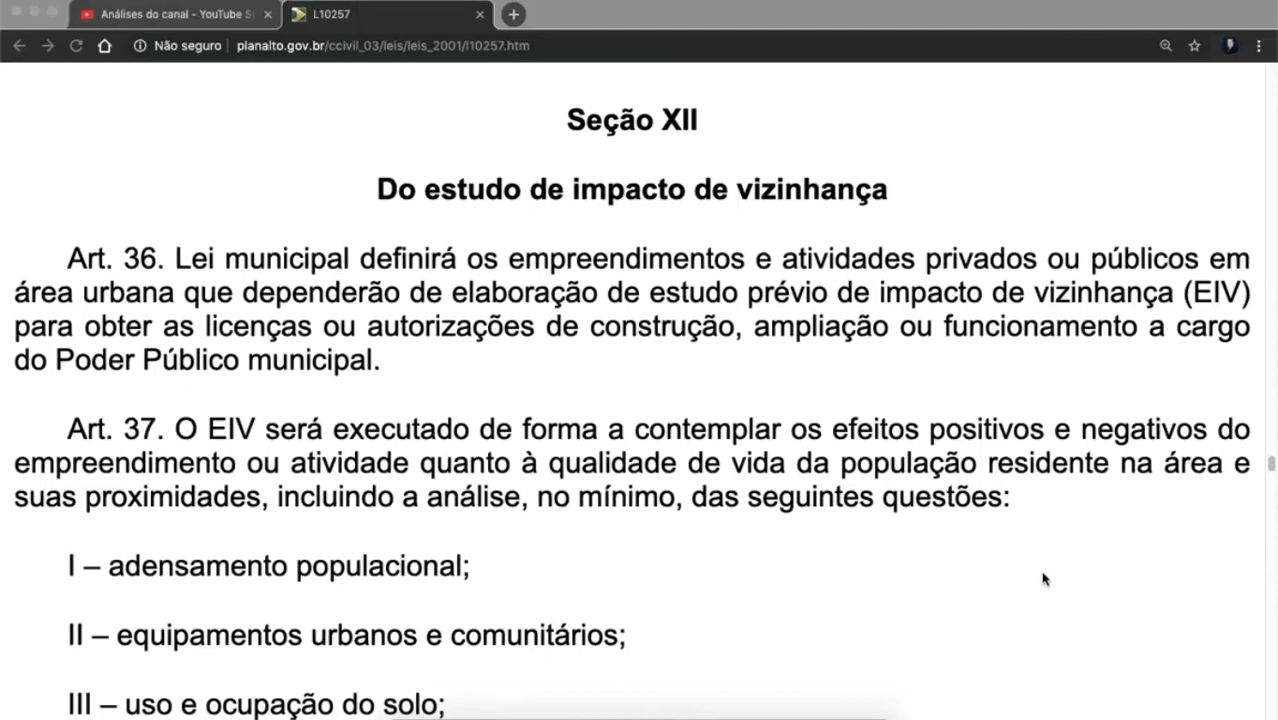 Análises do canal - YouTube S
L10257
Não seguro
planalto.gov.br/ccivil_03/leis/leis_2001/l10257.htm
Seção XII
Do estudo de impacto de vizinhança
Art. 36. Lei municipal definirá os empreendimentos e atividades privados ou públicos em
área urbana que dependerão de elaboração de estudo prévio de impacto de vizinhança (EIV)
para obter as licenças ou autorizações de construção, ampliação ou funcionamento a cargo
do Poder Público municipal.
Art. 37. O EIV será executado de forma a contemplar os efeitos positivos e negativos do
empreendimento ou atividade quanto à qualidade de vida da população residente na área e
suas proximidades, incluindo a análise, no mínimo, das seguintes questões:
I – adensamento populacional;
II – equipamentos urbanos e comunitários;
III – uso e ocupação do solo;